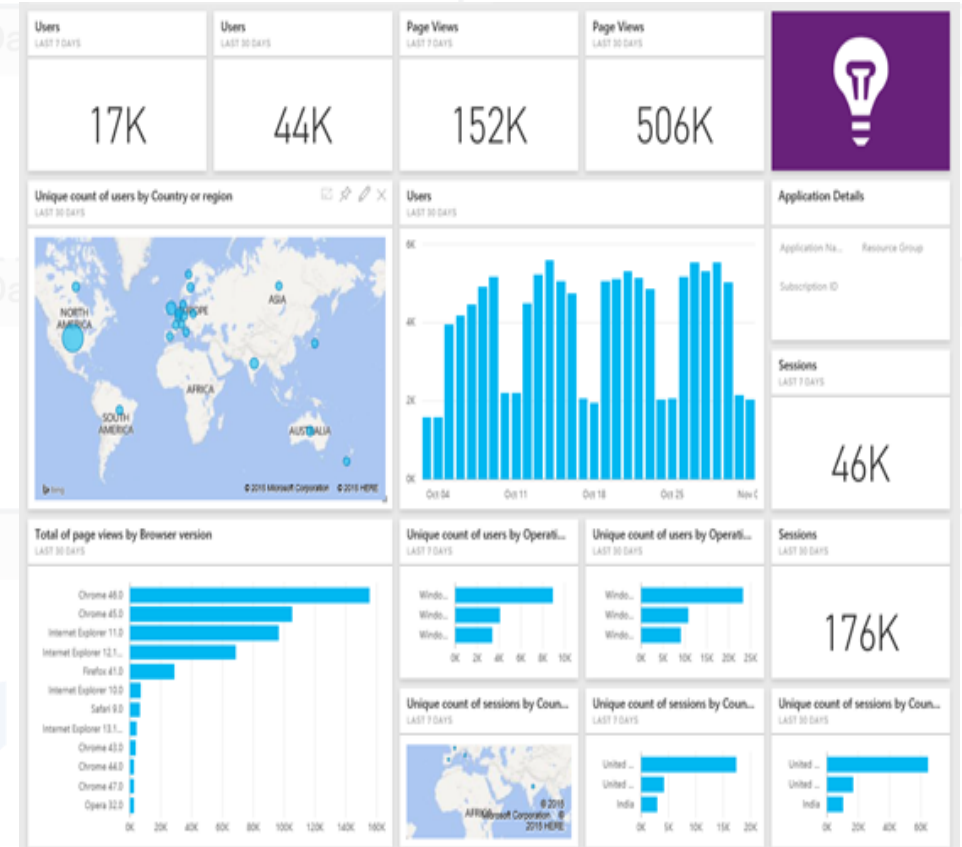 Users
LAST 7 DAYS
17K
Users
LAST 30 DAYS
44K
Page Views
LAST 7 DAYS
152K
Page Views
LAST 30 DAYS
506K
Unique count of users by Country or region
LAST 30 DAYS
NORTH
AMERICA
EUROPE
ASIA
AFRICA
SOUTH
AMERICA
AUSTRALIA
bing
© 2015 Microsoft Corporation © 2015 HERE
Users
LAST 30 DAYS
6K
4K
2K
0K
Oct 04
Oct 11
Oct 18
Oct 25
Nov
Application Details
Application Na... Resource Group
Subscription ID
Sessions
LAST 7 DAYS
46K
Total of page views by Browser version
LAST 30 DAYS
Chrome
Chrome 45.0
Internet Explorer 11.0
Internet Explorer 12.1...
Firefox 41.0
Internet Explorer 10.0
Safari 9.0
Internet Explorer 13.1...
Chrome 43.0
Chrome 44.0
Chrome 47.0
Opera 32.0
0K 20K 40K 60K 80K 100K 120K 140K 160K
Unique count of users by Operati...
LAST 7 DAYS
Windo...
Windo...
Windo...
0K 2K 4K 6K 8K 10K
Unique count of users by Operati...
LAST 30 DAYS
Windo...
Windo...
Windo...
0K 5K 10K 15K 20K 25K
Sessions
LAST 30 DAYS
176K
Unique count of sessions by Coun...
LAST 7 DAYS
© 2015
Microsoft Corporation ©
2015 HERE
Unique count of sessions by Coun...
LAST 7 DAYS
United ...
United ...
India
0K 5K 10K 15K 20K
Unique count of sessions by Coun...
LAST 30 DAYS
United ...
United ...
India
0K 20K 40K 60K